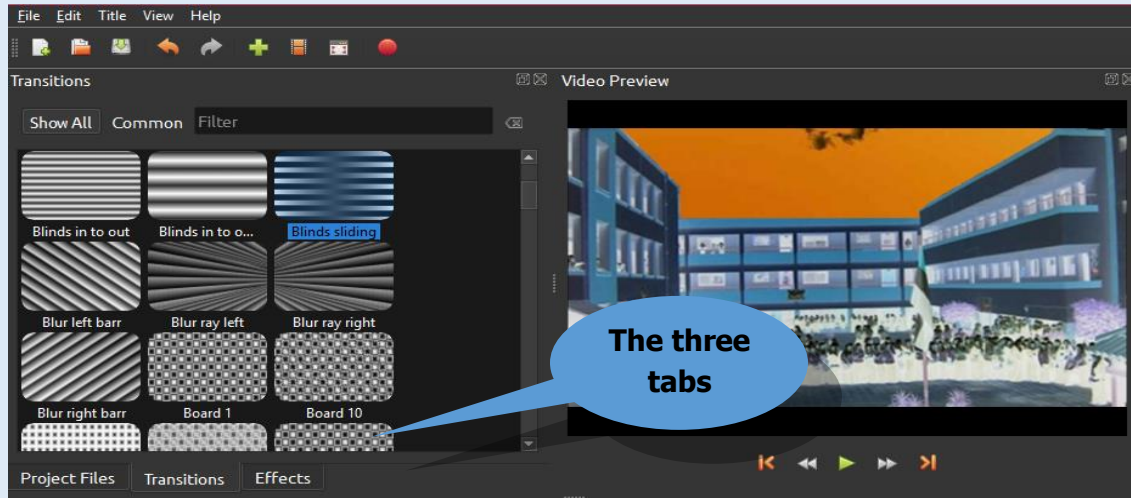 File Edit Title View Help
Transitions
Video Preview
Show All Common Filter
Blinds in to out Blinds in to o... Blinds sliding
Blur left barr Blur ray left Blur ray right
Blur right barr Board 1 Board 10
The three
tabs
Project Files Transitions Effects